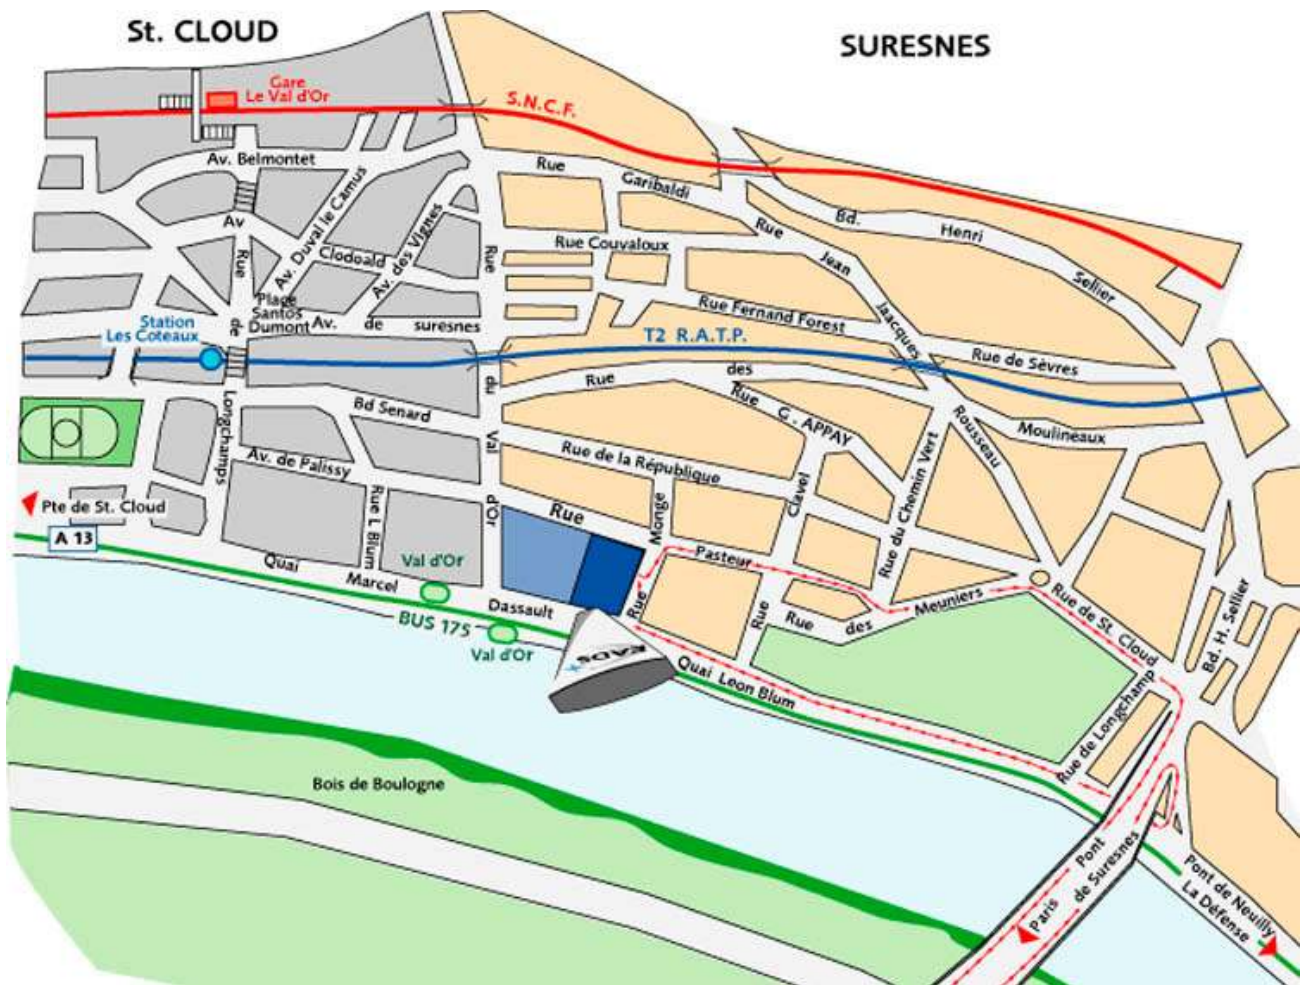 St. CLOUD
SURESNES
Gare
Le Val d'Or
S.N.C.F.
Av. Belmontet
Rue
Garibaldi
Av
Av. Duval le Camus
Clodoald
Av. des Vignes
Rue
Rue Couvaloux
Rue
Jean
Jaacques
Rousseau
Bd.
Henri
Sellier
Rue
de
Longchamps
Place
Santos
Dumont
Av. de suresnes
Station
Les Coteaux
Rue Fernand Forest
T2 R.A.T.P.
Rue de Sèvres
Rue
des
Moulineaux
du
Val
d'Or
Bd Senard
Rue G. APPAY
Av. de Palissy
Rue de la République
Rue L Blum
Rue
Monge
Rue
Clavel
Rue
Rue du Chemin Vert
Pte de St. Cloud
A 13
Pasteur
Quai
Marcel
Dassault
Val d'Or
BUS 175
Val d'Or
EADS
Rue des Meuniers
Rue de St. Cloud
Bd. H. Sellier
Quai Leon Blum
Rue de Longchamp
Bois de Boulogne
Pont
de Suresnes
Paris
Pont de Neuilly
La Défense